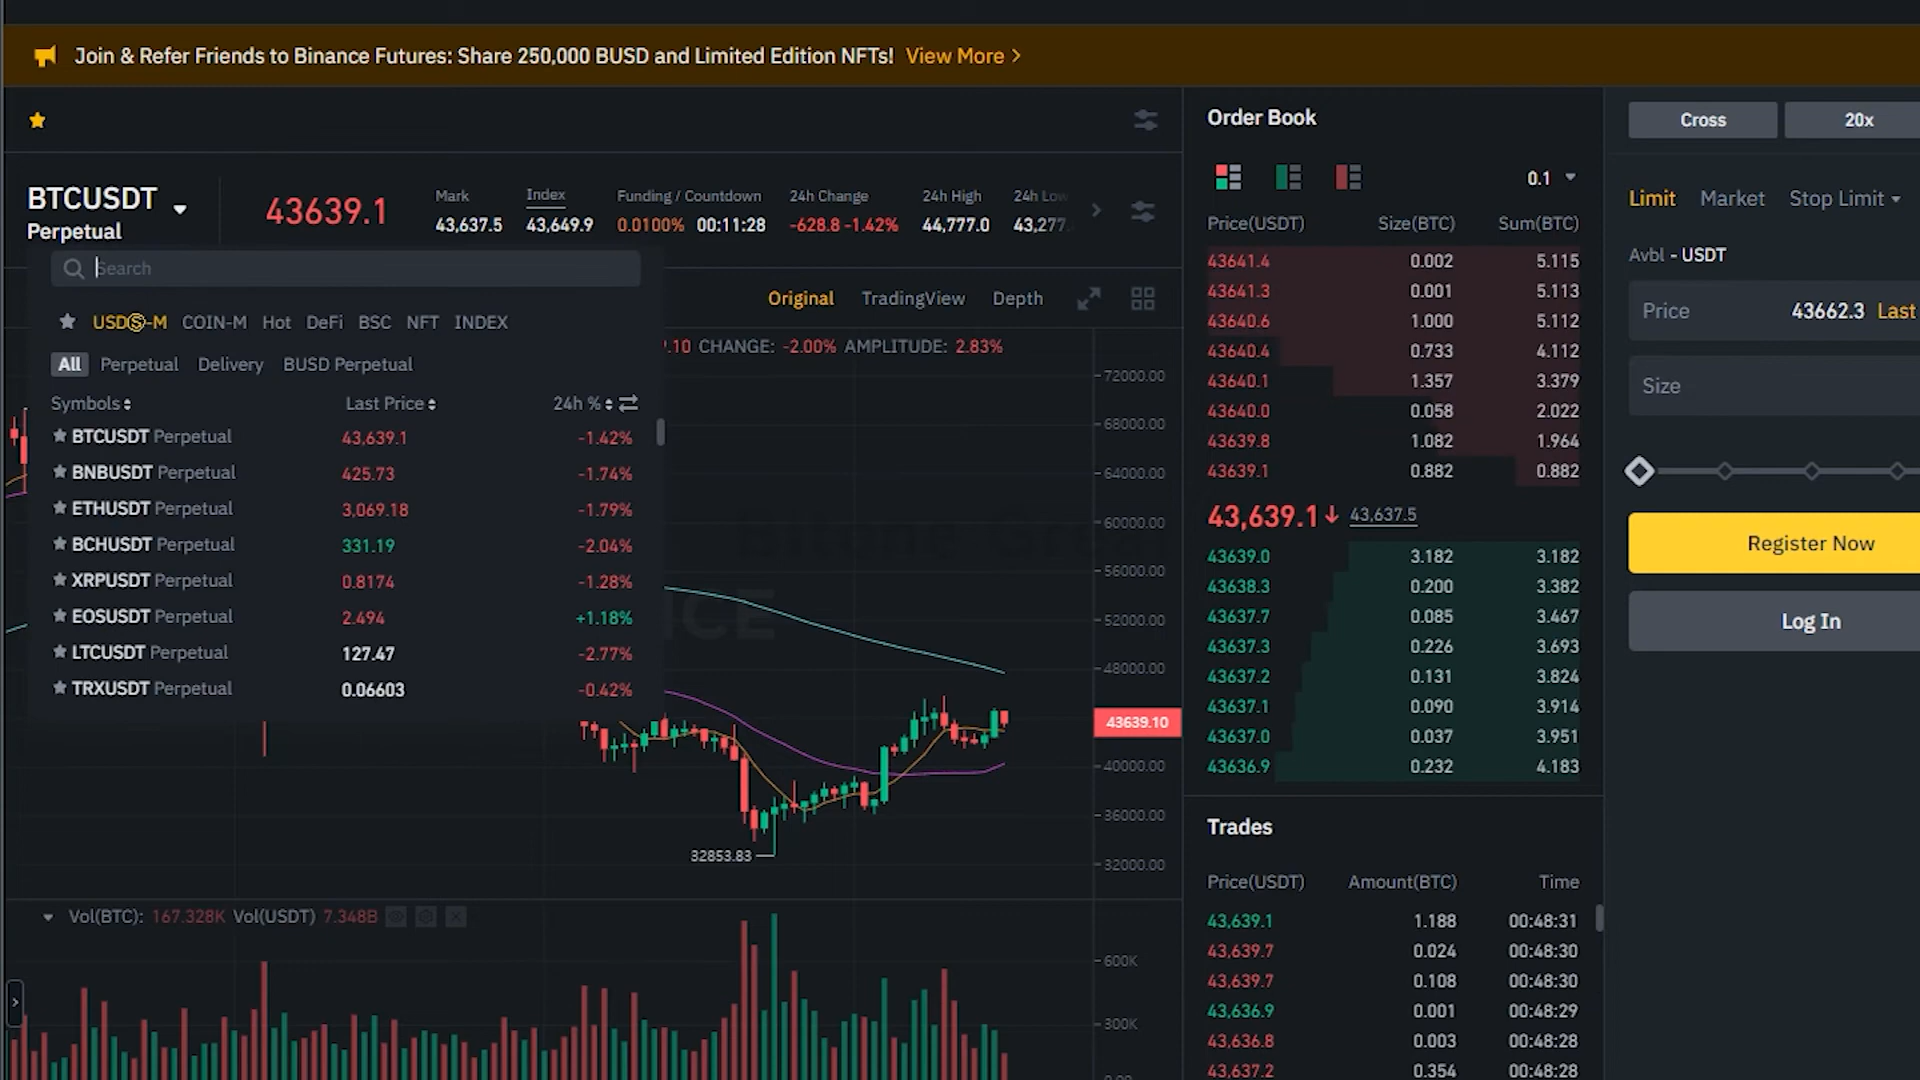 Join & Refer Friends to Binance Futures: Share 250,000 BUSD and Limited Edition NFTs! View More >
BTCUSDT
Perpetual
43639.1
Mark
43,637.5
Index
43,649.9
Funding / Countdown
0.0100% 00:11:28
24h Change
-628.8 -1.42%
24h High
44,777.0
24h Low
43,277.
Search
USDⓈ-M COIN-M Hot DeFi BSC NFT INDEX
All Perpetual Delivery BUSD Perpetual
Symbols Last Price 24h %
BTCUSDT Perpetual 43,639.1 -1.42%
BNBUSDT Perpetual 425.73 -1.74%
ETHUSDT Perpetual 3,069.18 -1.79%
BCHUSDT Perpetual 331.19 -2.04%
XRPUSDT Perpetual 0.8174 -1.28%
EOSUSDT Perpetual 2.494 +1.18%
LTCUSDT Perpetual 127.47 -2.77%
TRXUSDT Perpetual 0.06603 -0.42%
Original TradingView Depth
.10 CHANGE: -2.00% AMPLITUDE: 2.83%
72000.00
68000.00
64000.00
60000.00
56000.00
52000.00
48000.00
43639.10
40000.00
36000.00
32000.00
32853.83
Vol(BTC): 167.328K Vol(USDT) 7.348B
600K
300K
Order Book
0.1
Price(USDT) Size(BTC) Sum(BTC)
43641.4 0.002 5.115
43641.3 0.001 5.113
43640.6 1.000 5.112
43640.4 0.733 4.112
43640.1 1.357 3.379
43640.0 0.058 2.022
43639.8 1.082 1.964
43639.1 0.882 0.882
43,639.1↓ 43,637.5
43639.0 3.182 3.182
43638.3 0.200 3.382
43637.7 0.085 3.467
43637.3 0.226 3.693
43637.2 0.131 3.824
43637.1 0.090 3.914
43637.0 0.037 3.951
43636.9 0.232 4.183
Trades
Price(USDT) Amount(BTC) Time
43,639.1 1.188 00:48:31
43,639.7 0.024 00:48:30
43,639.7 0.108 00:48:30
43,636.9 0.001 00:48:29
43,636.8 0.003 00:48:28
43,637.2 0.354 00:48:28
Cross 20x
Limit Market Stop Limit
Avbl - USDT
Price 43662.3 Last
Size
Register Now
Log In